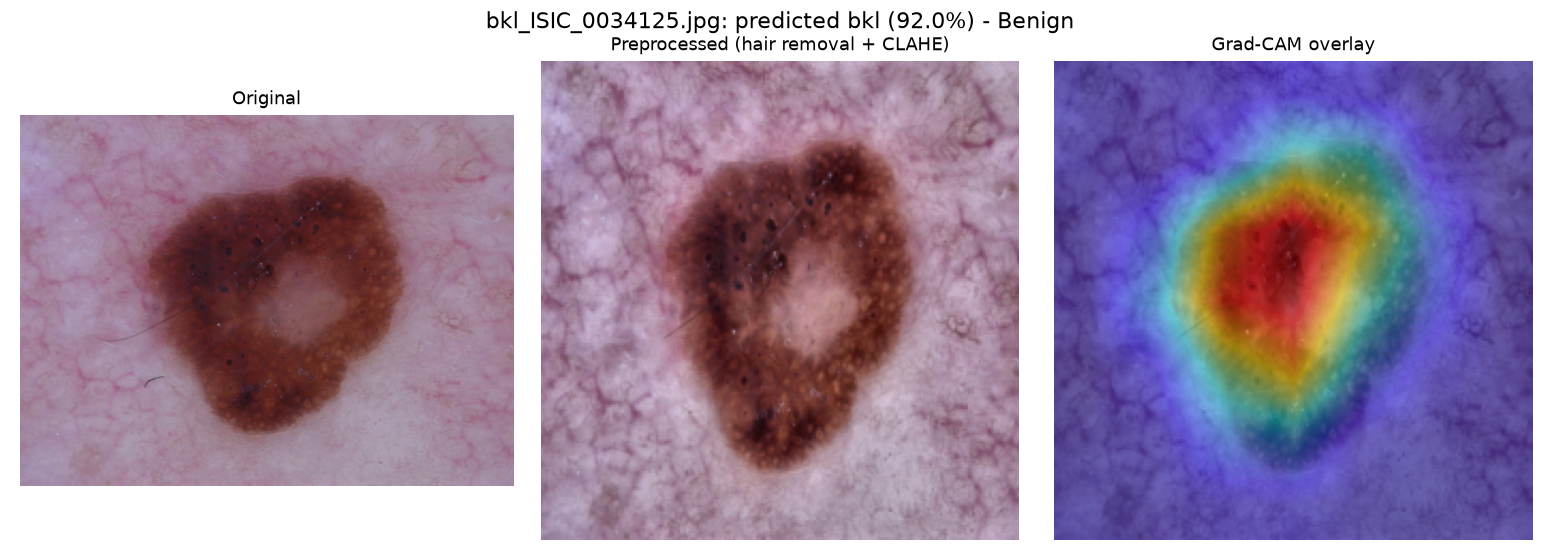 bkl_ISIC_0034125.jpg: predicted bkl (92.0%) - Benign
Original
Preprocessed (hair removal + CLAHE)
Grad-CAM overlay